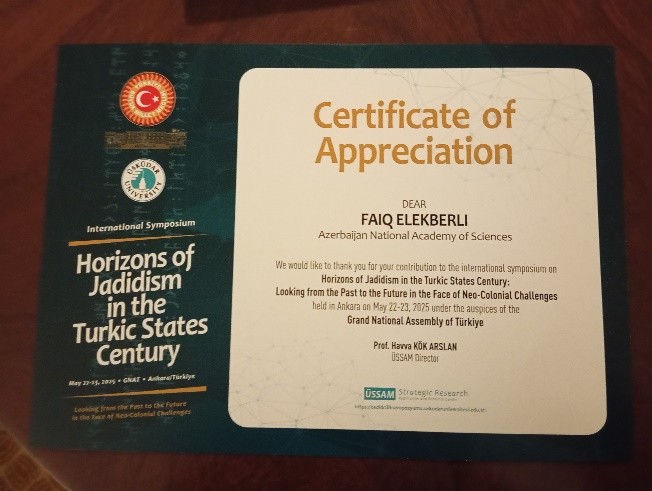 ÜSKÜDAR
UNIVERSITY
International Symposium
Horizons of
Jadidism
in the
Turkic States
Century
GNAT • Ankara/Türkiye
Looking from the Past to the Future
in the Face of Neo-Colonial Challenges
Certificate of
Appreciation
DEAR
FAIQ ELEKBERLI
Azerbaijan National Academy of Sciences
We would like to thank you for your contribution to the international symposium on
Horizons of Jadidism in the Turkic States Century:
Looking from the Past to the Future in the Face of Neo-Colonial Challenges
held in Ankara on May 22-23, 2025 under the auspices of the
Grand National Assembly of Türkiye
Prof. Havva KÖK ARSLAN
ÜSSAM Director
ÜSSAM Strategic Research